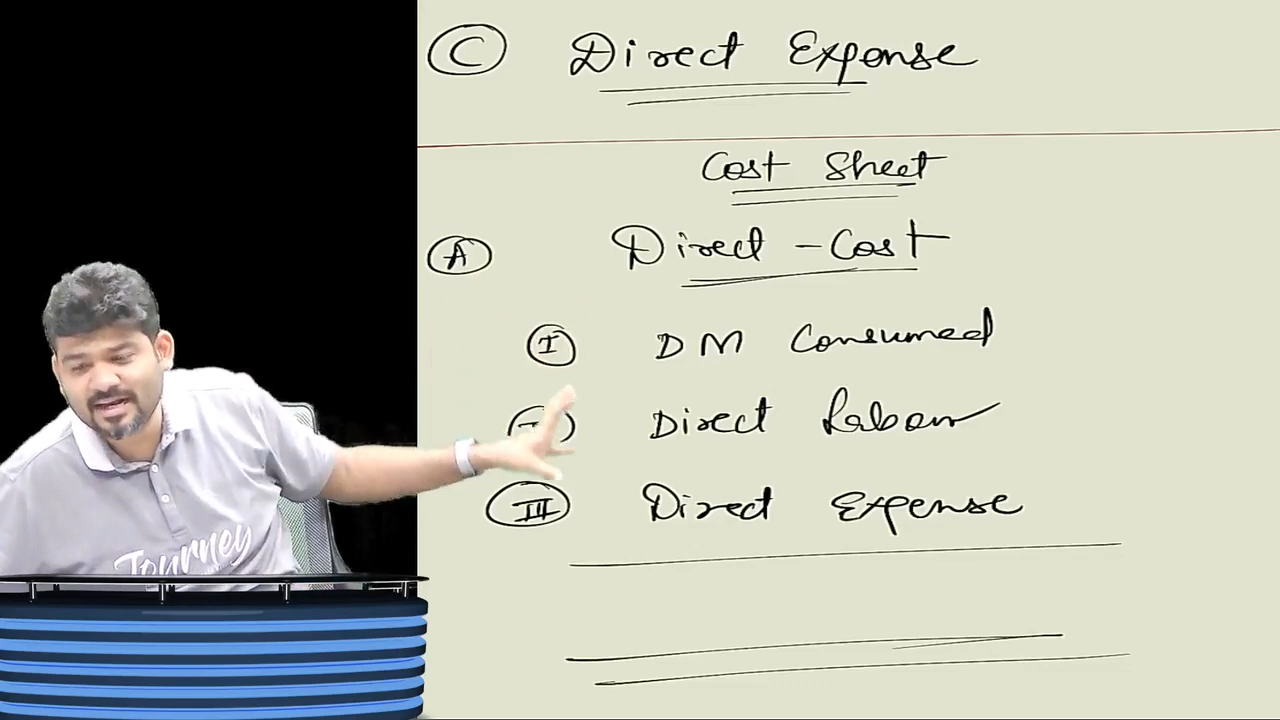 C Direct Expense
Cost Sheet
A Direct - Cost
I DM Consumed
Direct Labour
III Direct Expense
Journey